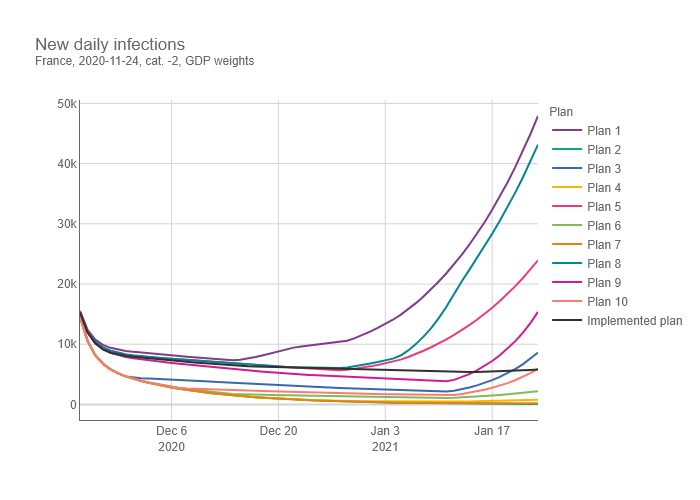 New daily infections
France, 2020-11-24, cat. -2, GDP weights
50k
40k
30k
20k
10k
0
Dec 6
2020
Dec 20
Jan 3
2021
Jan 17
Plan
Plan 1
Plan 2
Plan 3
Plan 4
Plan 5
Plan 6
Plan 7
Plan 8
Plan 9
Plan 10
Implemented plan